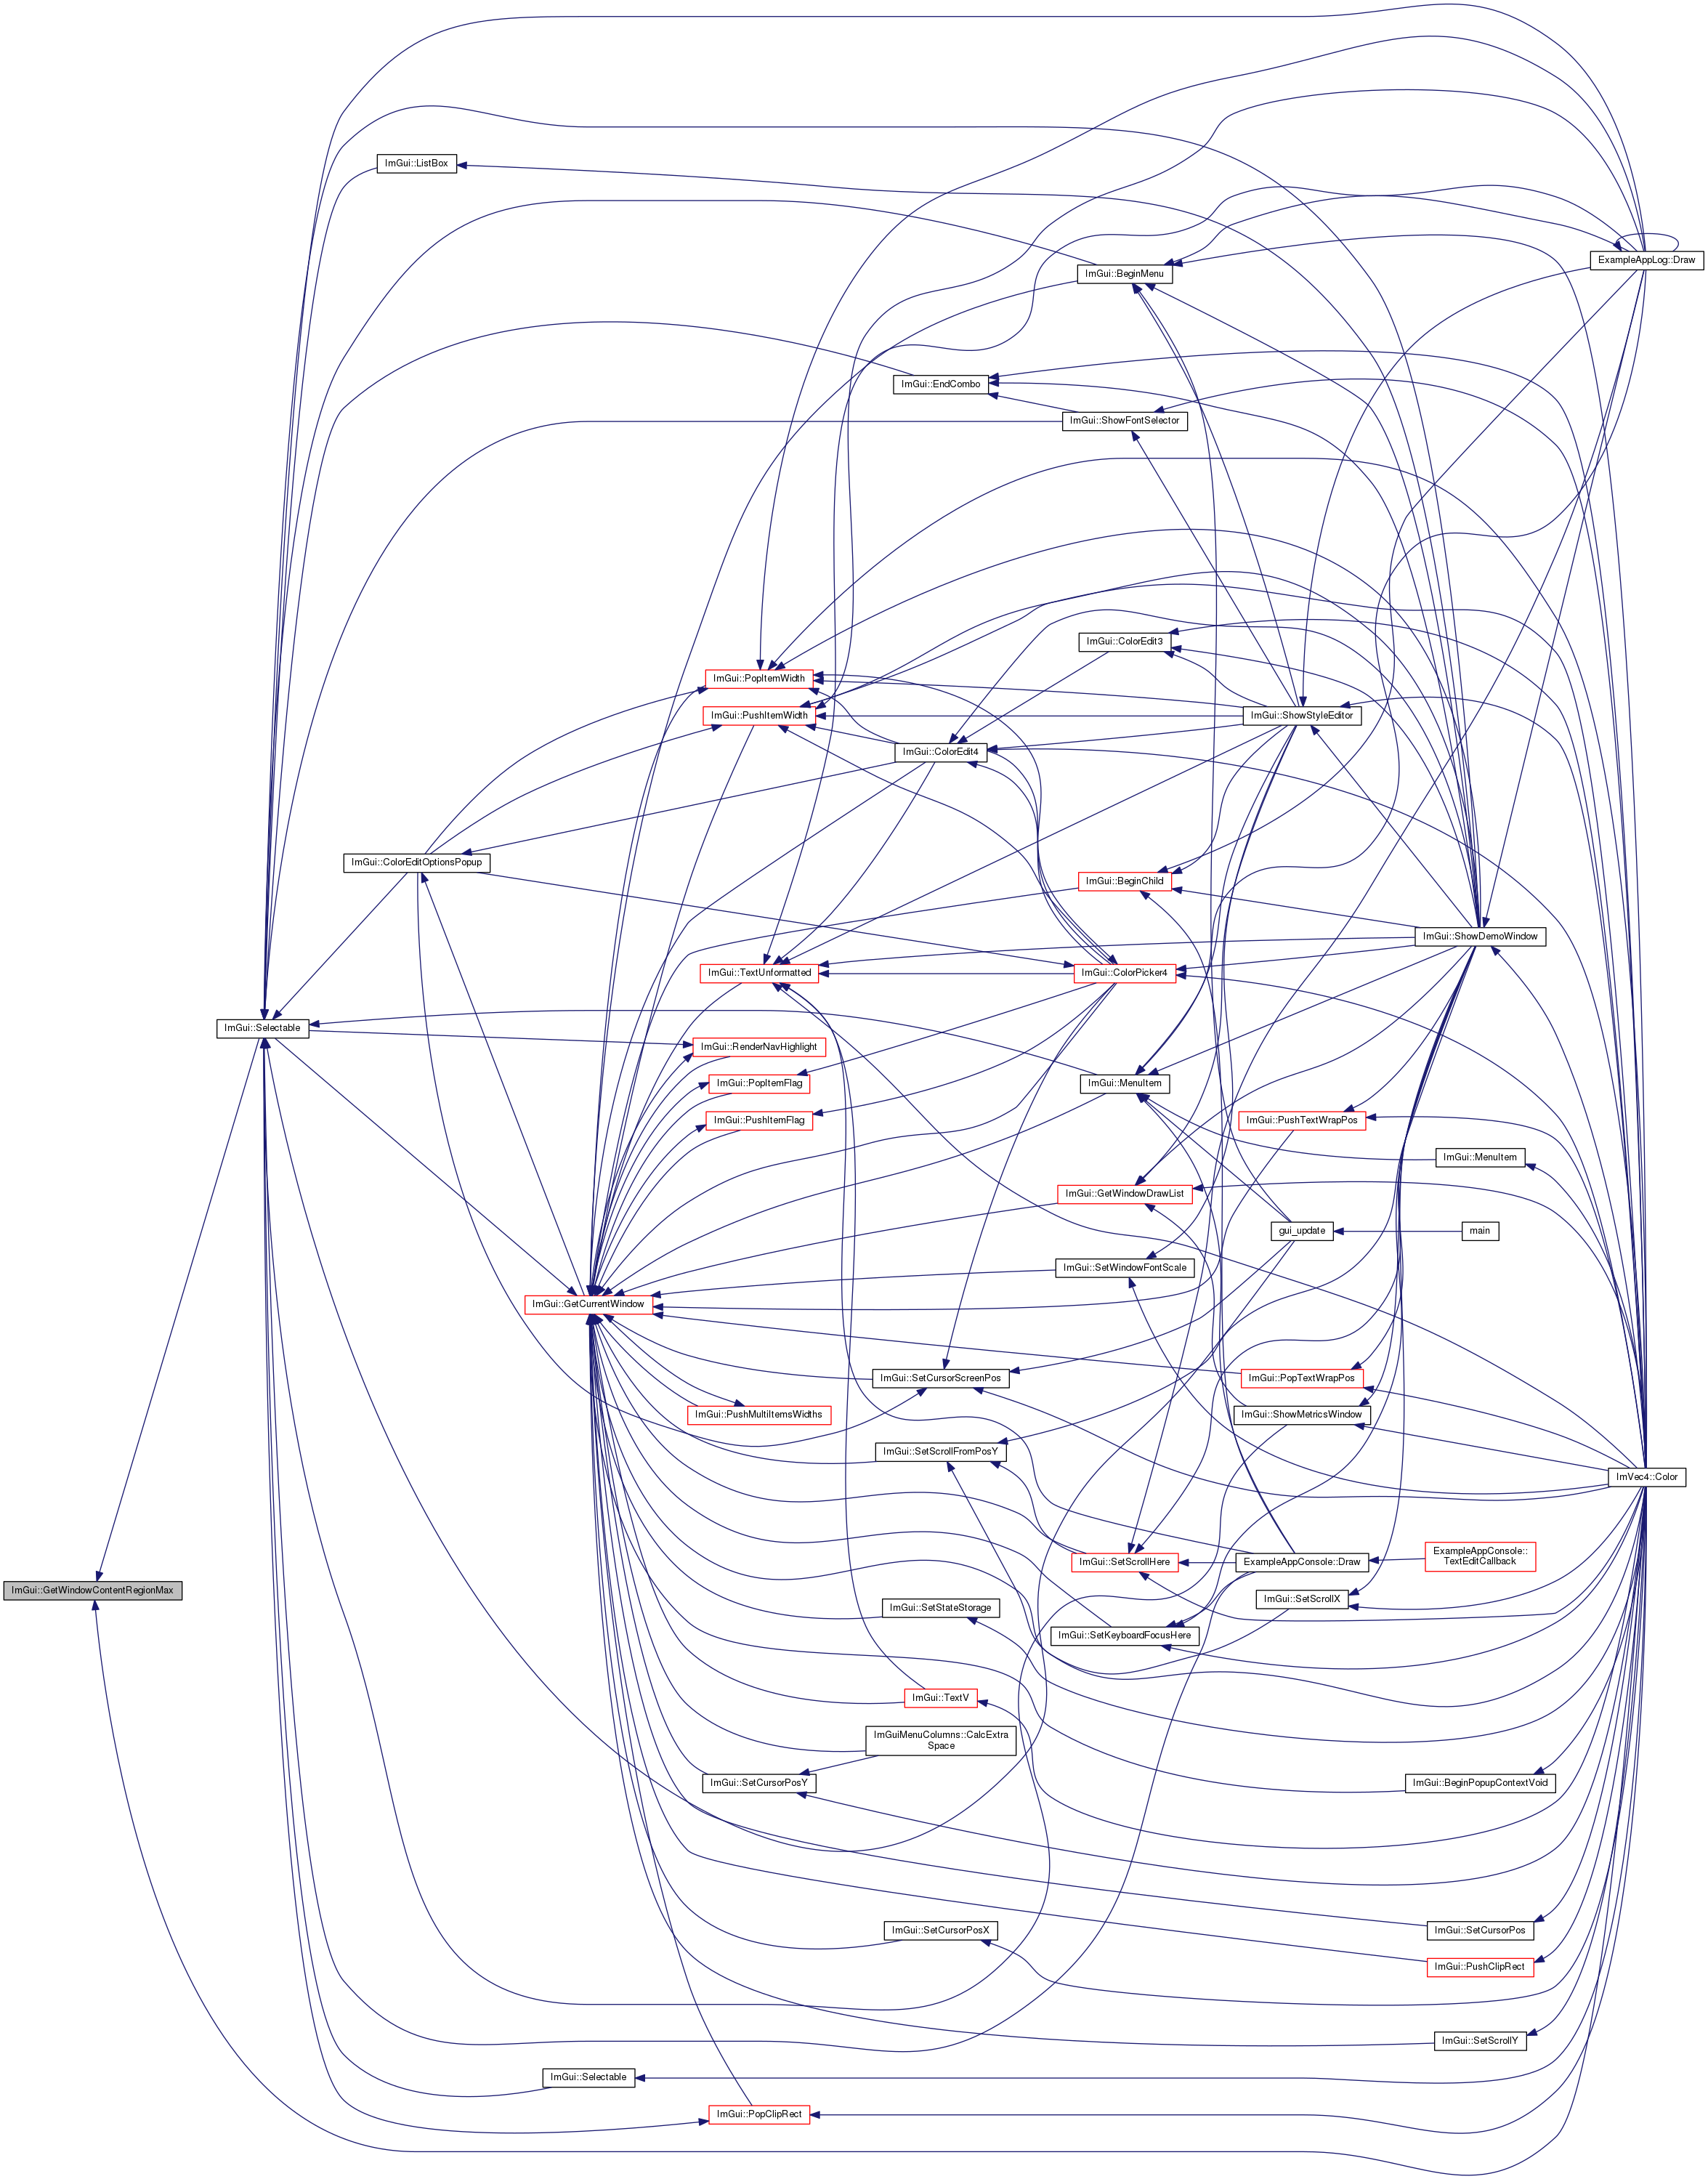 ExampleAppLog::Draw
ImGui::ListBox
ImGui::BeginMenu
ImGui::EndCombo
ImGui::ShowFontSelector
ImGui::ColorEdit3
ImGui::PopItemWidth
ImGui::PushItemWidth
ImGui::ShowStyleEditor
ImGui::ColorEdit4
ImGui::ColorEditOptionsPopup
ImGui::BeginChild
ImGui::ShowDemoWindow
ImGui::TextUnformatted
ImGui::ColorPicker4
ImGui::Selectable
ImGui::RenderNavHighlight
ImGui::PopItemFlag
ImGui::MenuItem
ImGui::PushItemFlag
ImGui::PushTextWrapPos
ImGui::MenuItem
ImGui::GetWindowDrawList
gui_update
main
ImGui::SetWindowFontScale
ImGui::GetCurrentWindow
ImGui::SetCursorScreenPos
ImGui::PopTextWrapPos
ImGui::PushMultiItemsWidths
ImGui::ShowMetricsWindow
ImGui::SetScrollFromPosY
ImVec4::Color
ImGui::SetScrollHere
ExampleAppConsole::Draw
ExampleAppConsole::
TextEditCallback
ImGui::GetWindowContentRegionMax
ImGui::SetScrollX
ImGui::SetStateStorage
ImGui::SetKeyboardFocusHere
ImGui::TextV
ImGuiMenuColumns::CalcExtra
Space
ImGui::SetCursorPosY
ImGui::BeginPopupContextVoid
ImGui::SetCursorPosX
ImGui::SetCursorPos
ImGui::PushClipRect
ImGui::SetScrollY
ImGui::Selectable
ImGui::PopClipRect